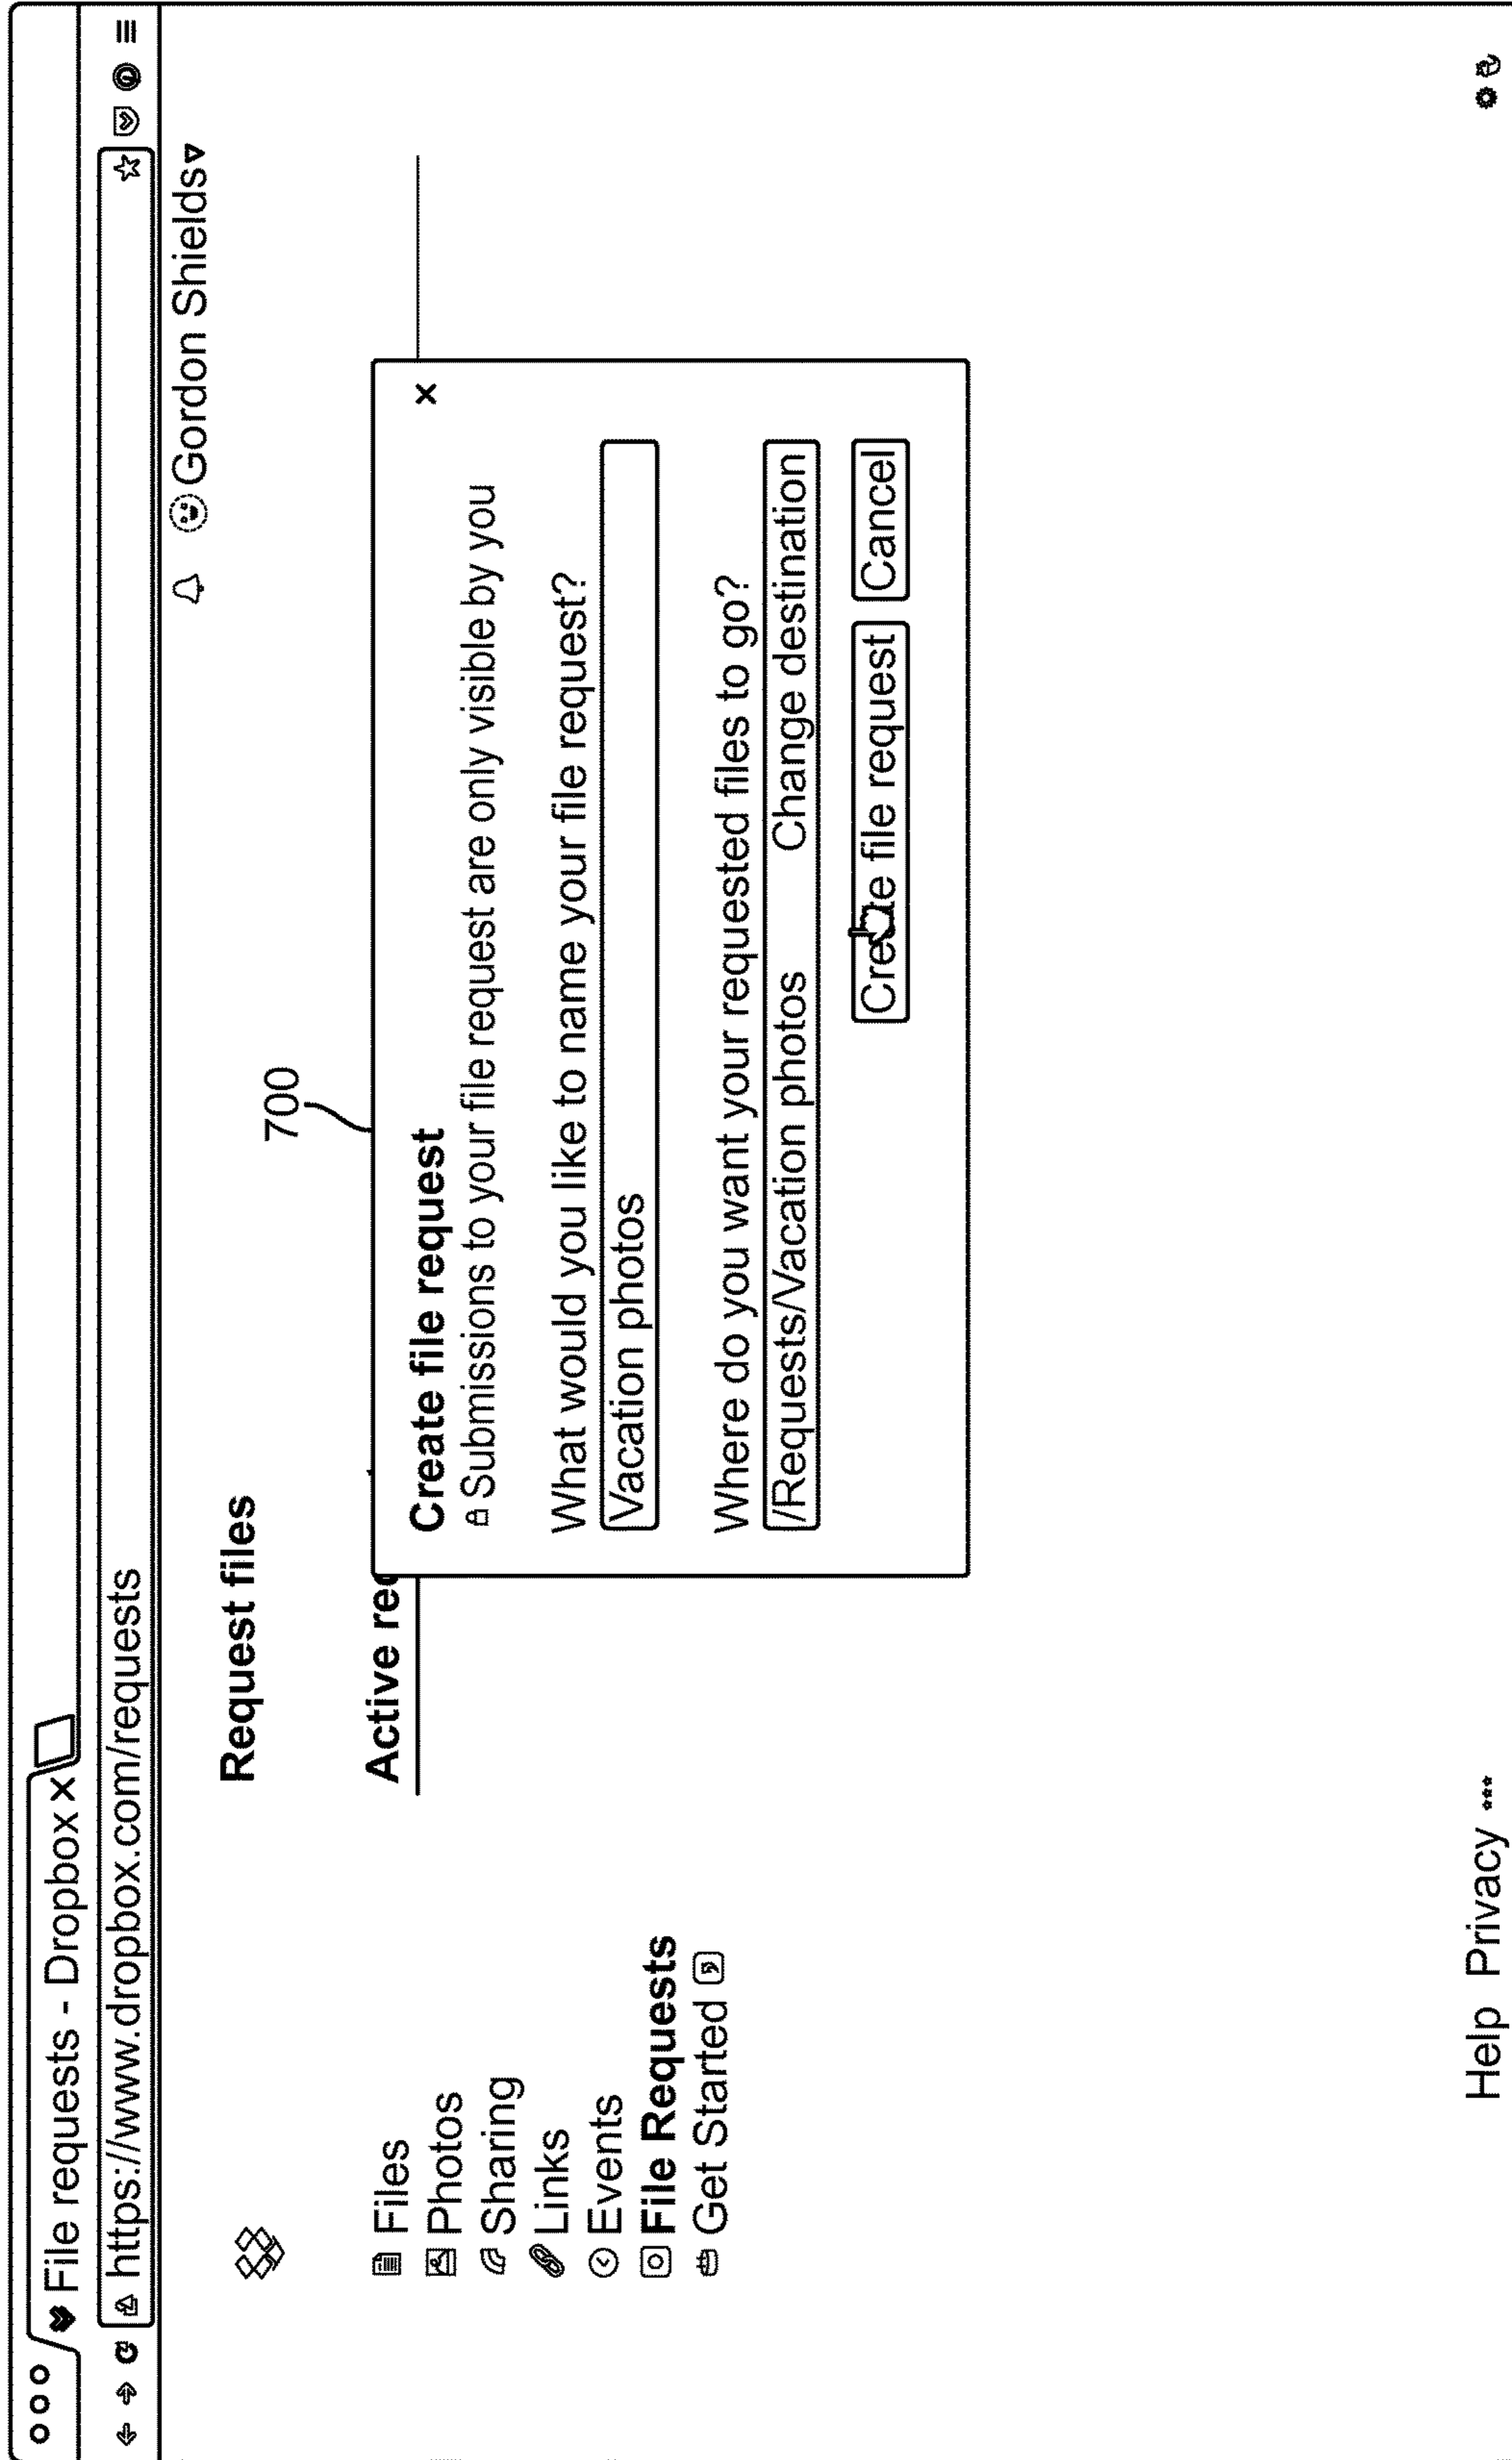 File requests - Dropbox ×
https://www.dropbox.com/requests
Gordon Shields
Request files
700
Active rec
Create file request ×
Submissions to your file request are only visible by you
What would you like to name your file request?
Vacation photos
Where do you want your requested files to go?
/Requests/Vacation photos Change destination
Create file request Cancel
Files
Photos
Sharing
Links
Events
File Requests
Get Started
Help Privacy